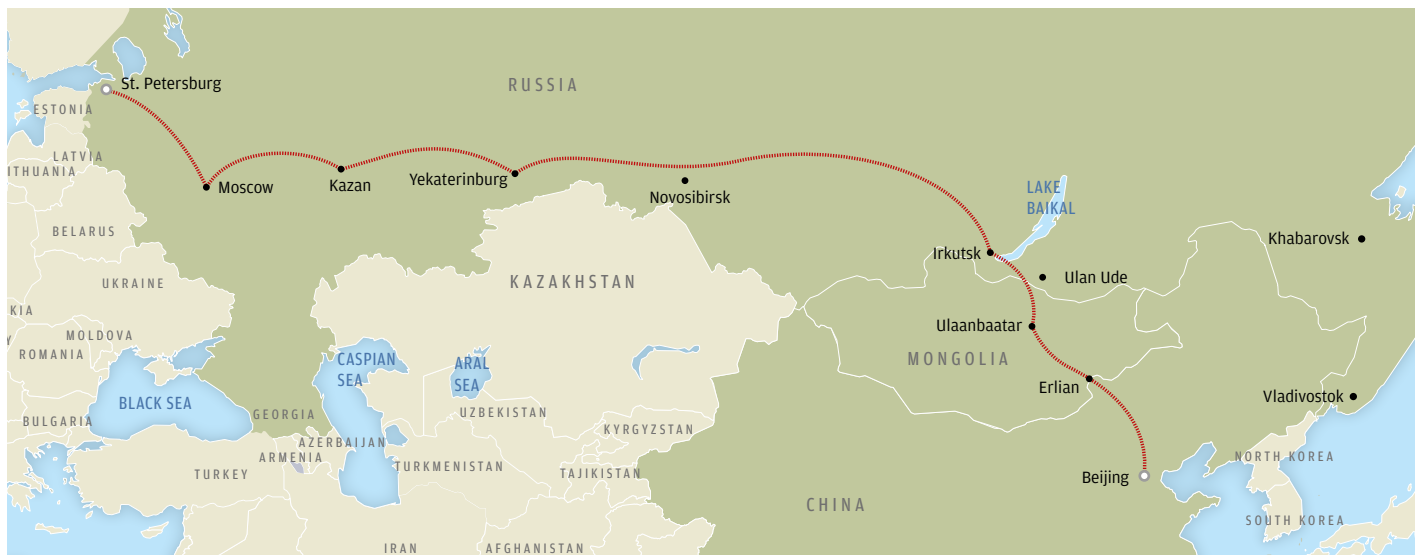 St. Petersburg
RUSSIA
ESTONIA
LATVIA
ITHUANIA
Moscow
Kazan
Yekaterinburg
Novosibirsk
LAKE
BAIKAL
BELARUS
Khabarovsk
Irkutsk
Ulan Ude
UKRAINE
KAZAKHSTAN
KIA
Ulaanbaatar
MOLDOVA
Y
ROMANIA
CASPIAN
SEA
ARAL
SEA
MONGOLIA
Erlian
BLACK SEA
Vladivostok
BULGARIA
GEORGIA
UZBEKISTAN
KYRGYZSTAN
AZERBAIJAN
ARMENIA
TURKEY
TURKMENISTAN
TAJIKISTAN
NORTH KOREA
Beijing
CHINA
SOUTH KOREA
IRAN
AFGHANISTAN